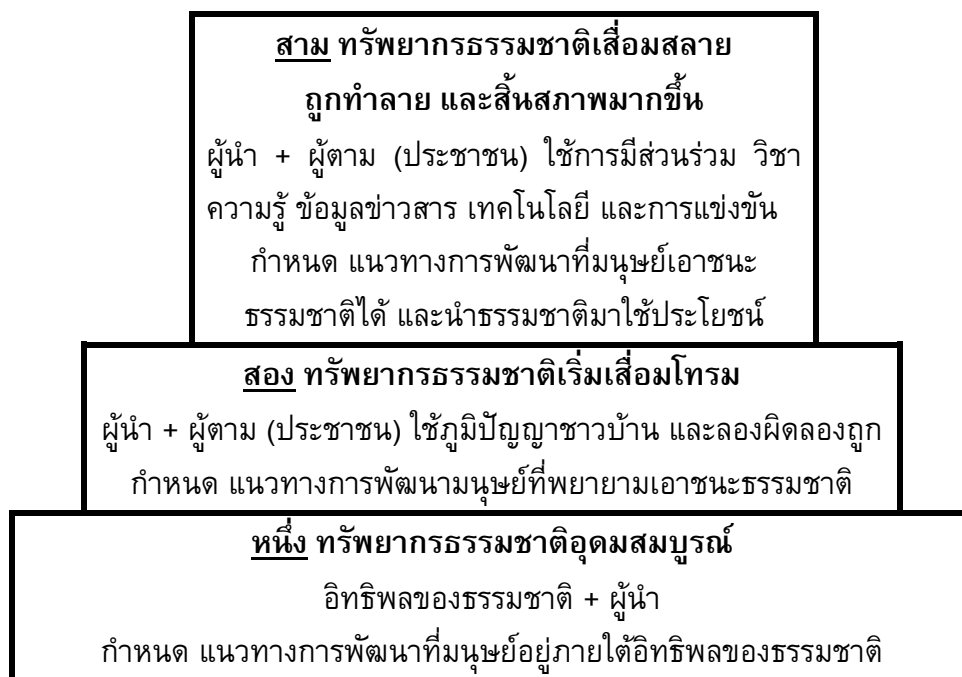 สาม ทรัพยากรธรรมชาติเสื่อมสลาย
ถูกทำลาย และสิ้นสภาพมากขึ้น
ผู้นำ + ผู้ตาม (ประชาชน) ใช้การมีส่วนร่วม วิชา
ความรู้ ข้อมูลข่าวสาร เทคโนโลยี และการแข่งขัน
กำหนด แนวทางการพัฒนาที่มนุษย์เอาชนะ
ธรรมชาติได้ และนำธรรมชาติมาใช้ประโยชน์
สอง ทรัพยากรธรรมชาติเริ่มเสื่อมโทรม
ผู้นำ + ผู้ตาม (ประชาชน) ใช้ภูมิปัญญาชาวบ้าน และลองผิดลองถูก
กำหนด แนวทางการพัฒนามนุษย์ที่พยายามเอาชนะธรรมชาติ
หนึ่ง ทรัพยากรธรรมชาติอุดมสมบูรณ์
อิทธิพลของธรรมชาติ + ผู้นำ
กำหนด แนวทางการพัฒนาที่มนุษย์อยู่ภายใต้อิทธิพลของธรรมชาติ